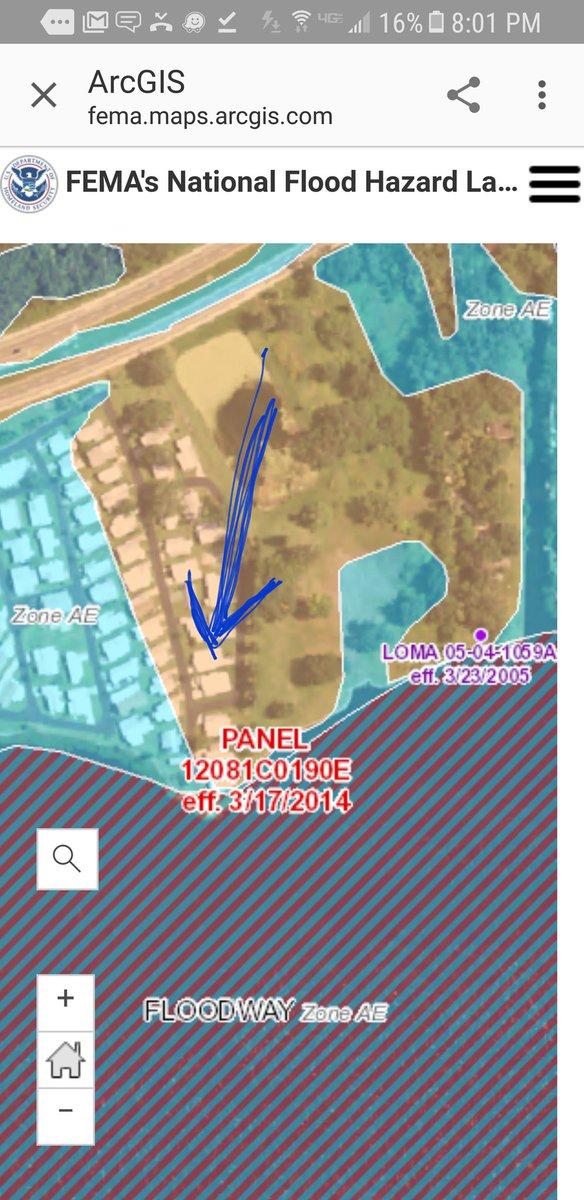 16% 8:01 PM
ArcGIS
fema.maps.arcgis.com
FEMA's National Flood Hazard La...
Zone AE
Zone AE
LOMA 05-04-1059A
eff. 3/23/2005
PANEL
12081C0190E
eff. 3/17/2014
FLOODWAY Zone AE